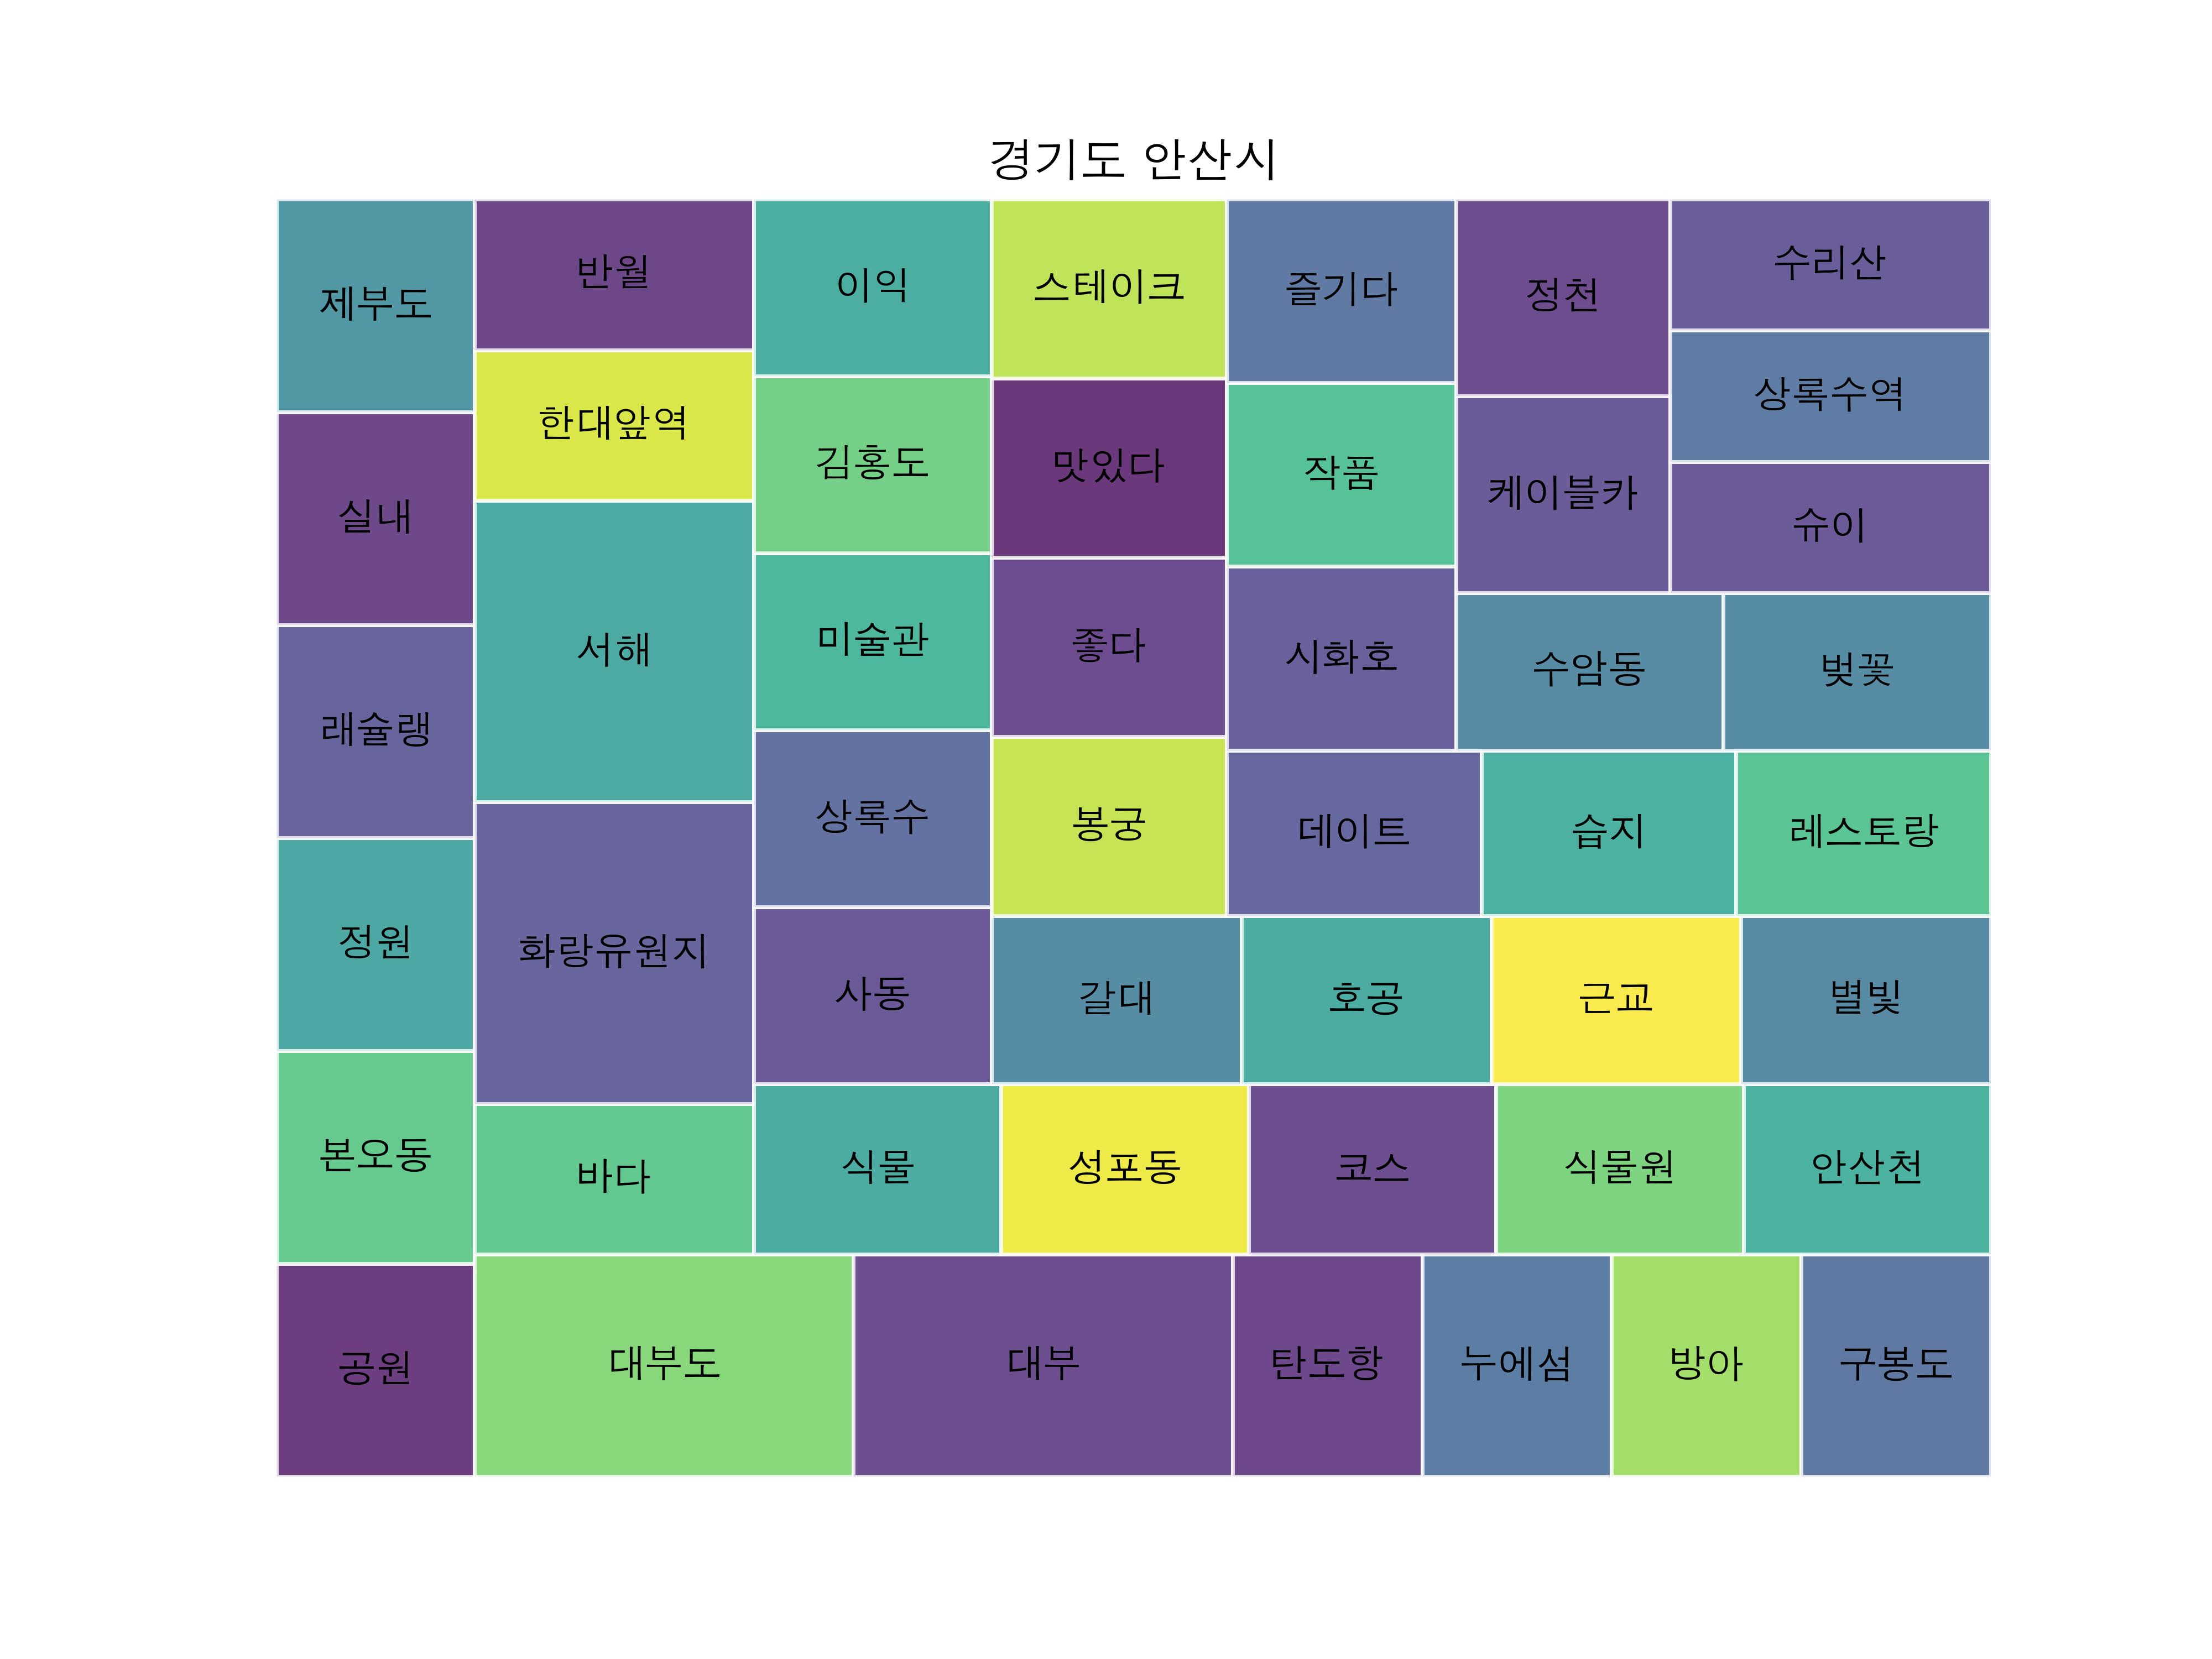 경기도 안산시
제부도
반월
이익
스테이크
즐기다
정천
수리산
상록수역
한대앞역
김홍도
맛있다
작품
케이블카
슈이
실내
서해
미술관
좋다
시화호
수암동
벚꽃
래슐랭
상록수
봉궁
데이트
습지
레스토랑
정원
화랑유원지
사동
갈대
호공
근교
별빛
본오동
바다
식물
성포동
코스
식물원
안산천
공원
대부도
대부
탄도항
누에섬
방아
구봉도